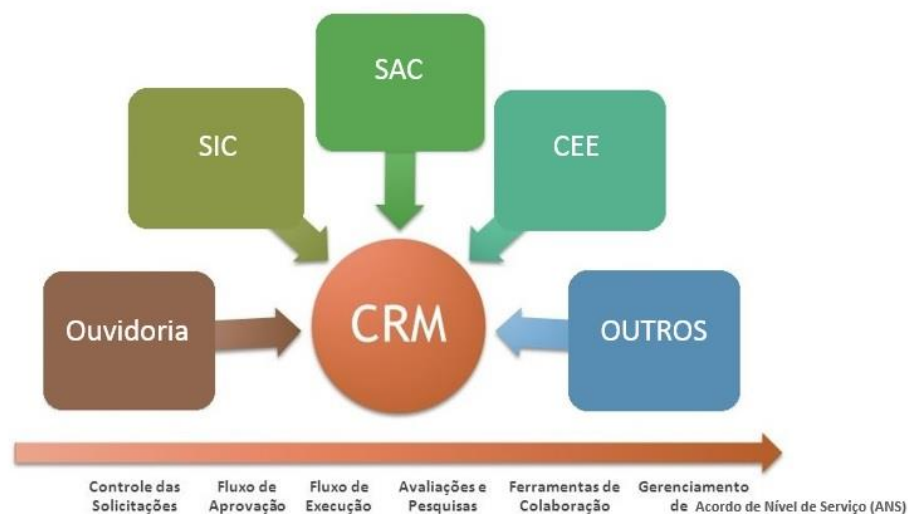 SAC
SIC
CEE
Ouvidoria
CRM
OUTROS
Controle das
Solicitações
Fluxo de
Aprovação
Fluxo de
Execução
Avaliações e
Pesquisas
Ferramentas de
Colaboração
Gerenciamento
de Acordo de Nível de Serviço (ANS)